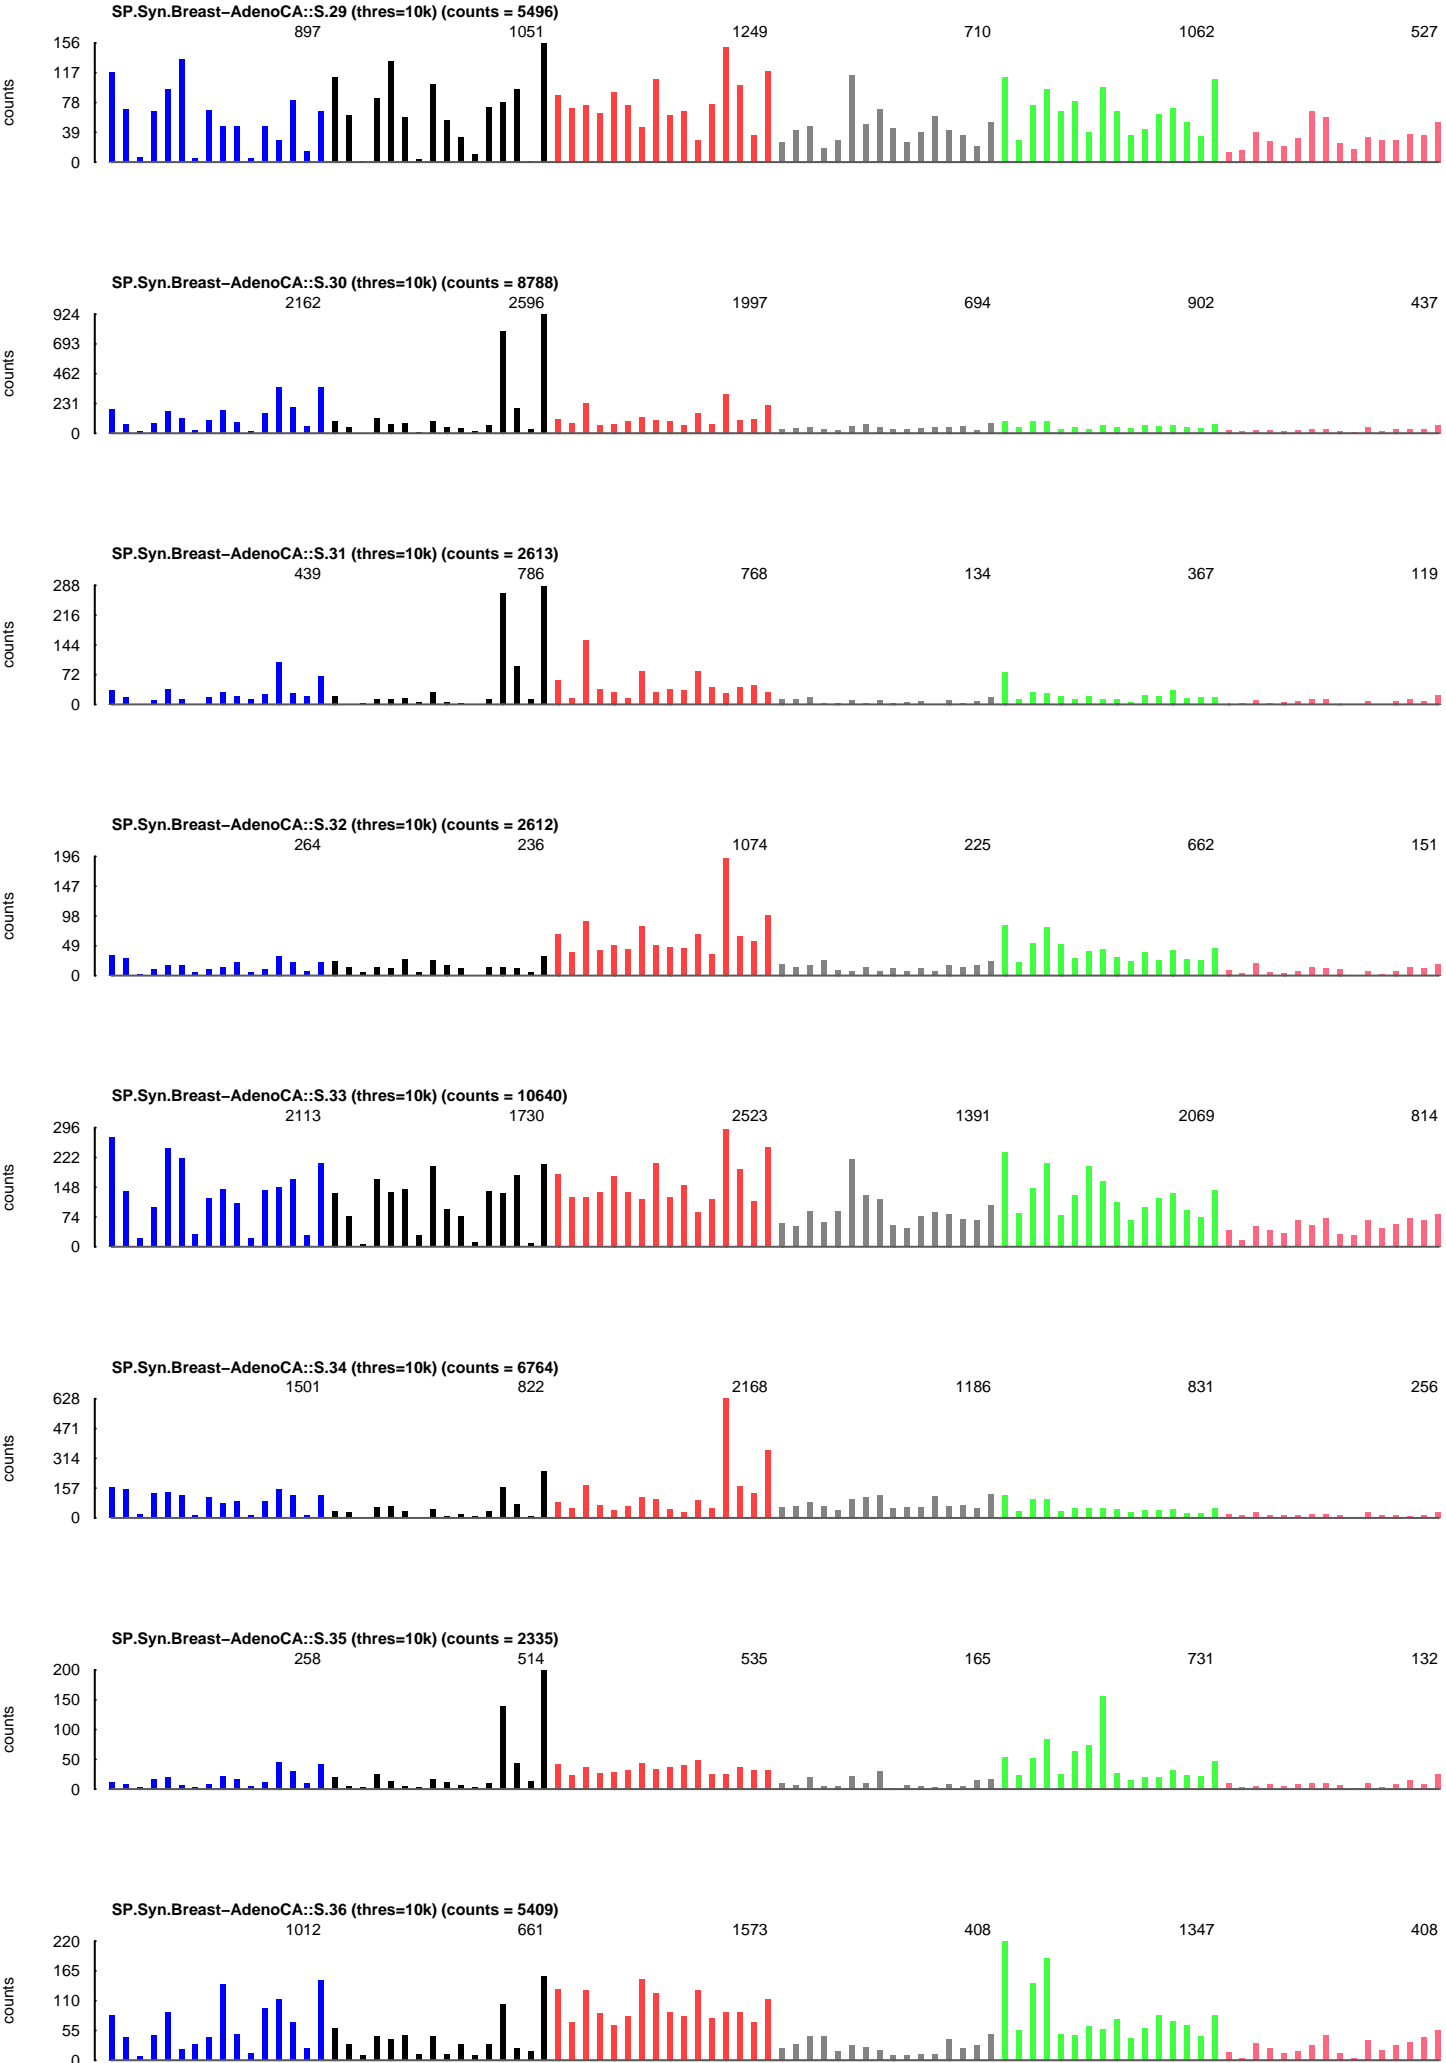 SP.Syn.Breast–AdenoCA::S.29 (thres=10k) (counts = 5496)
897 1051 1249 710 1062 527
156
117
78
39
0
counts
SP.Syn.Breast–AdenoCA::S.30 (thres=10k) (counts = 8788)
2162 2596 1997 694 902 437
924
693
462
231
0
counts
SP.Syn.Breast–AdenoCA::S.31 (thres=10k) (counts = 2613)
439 786 768 134 367 119
288
216
144
72
0
counts
SP.Syn.Breast–AdenoCA::S.32 (thres=10k) (counts = 2612)
264 236 1074 225 662 151
196
147
98
49
0
counts
SP.Syn.Breast–AdenoCA::S.33 (thres=10k) (counts = 10640)
2113 1730 2523 1391 2069 814
296
222
148
74
0
counts
SP.Syn.Breast–AdenoCA::S.34 (thres=10k) (counts = 6764)
1501 822 2168 1186 831 256
628
471
314
157
0
counts
SP.Syn.Breast–AdenoCA::S.35 (thres=10k) (counts = 2335)
258 514 535 165 731 132
200
150
100
50
0
counts
SP.Syn.Breast–AdenoCA::S.36 (thres=10k) (counts = 5409)
1012 661 1573 408 1347 408
220
165
110
55
0
counts